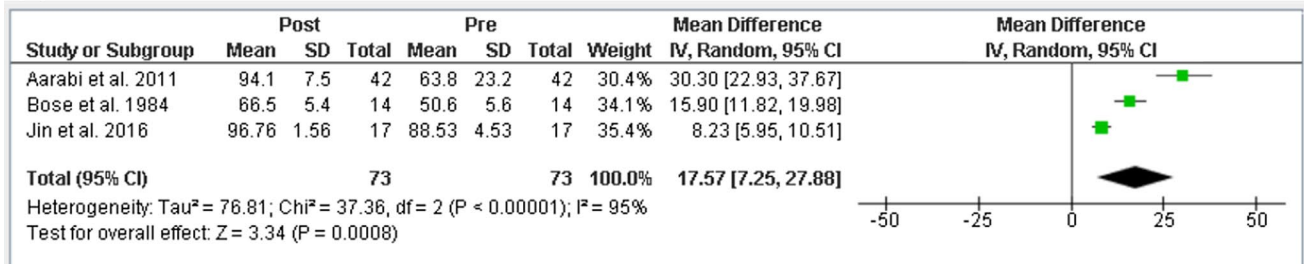 Post Pre Mean Difference Mean Difference
Study or Subgroup Mean SD Total Mean SD Total Weight IV, Random, 95% CI IV, Random, 95% CI
Aarabi et al. 2011 94.1 7.5 42 63.8 23.2 42 30.4% 30.30 [22.93, 37.67]
Bose et al. 1984 66.5 5.4 14 50.6 5.6 14 34.1% 15.90 [11.82, 19.98]
Jin et al. 2016 96.76 1.56 17 88.53 4.53 17 35.4% 8.23 [5.95, 10.51]
Total (95% CI) 73 73 100.0% 17.57 [7.25, 27.88]
Heterogeneity: Tau² = 76.81; Chi² = 37.36, df = 2 (P < 0.00001); I² = 95%
Test for overall effect: Z = 3.34 (P = 0.0008)
-50 -25 0 25 50